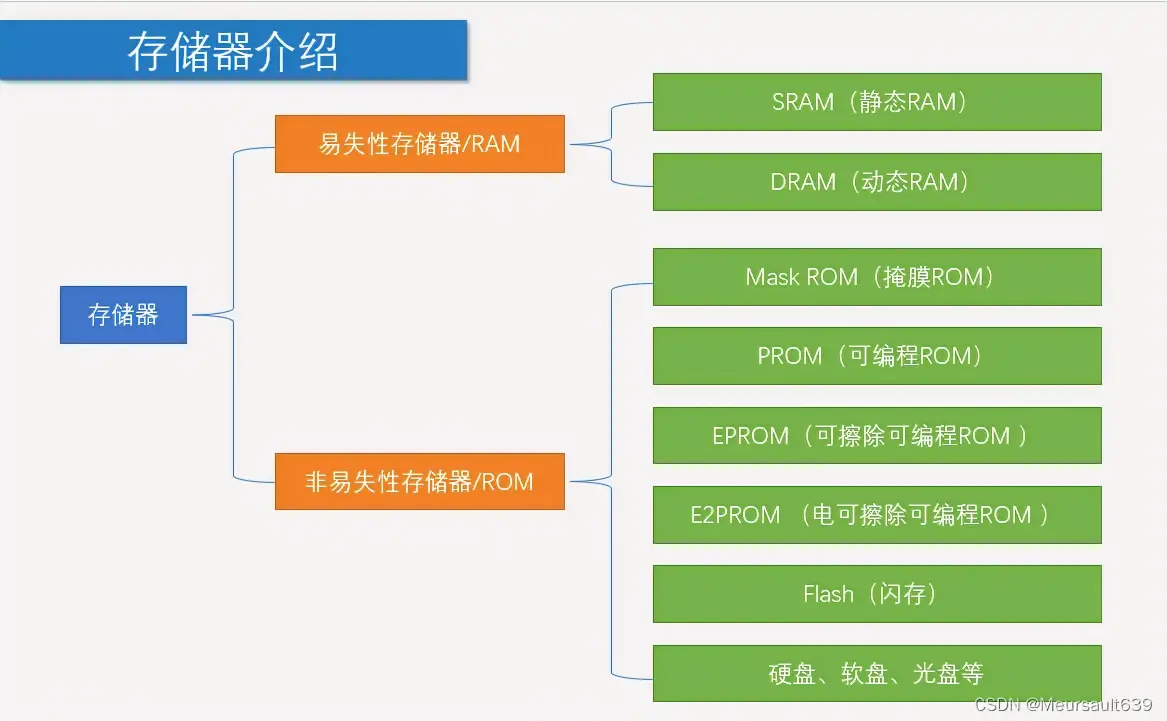 存储器介绍
SRAM（静态RAM）
易失性存储器/RAM
DRAM（动态RAM）
Mask ROM（掩膜ROM）
存储器
PROM（可编程ROM）
EPROM（可擦除可编程ROM ）
非易失性存储器/ROM
E2PROM （电可擦除可编程ROM ）
Flash（闪存）
硬盘、软盘、光盘等
CSDN @Meursault639